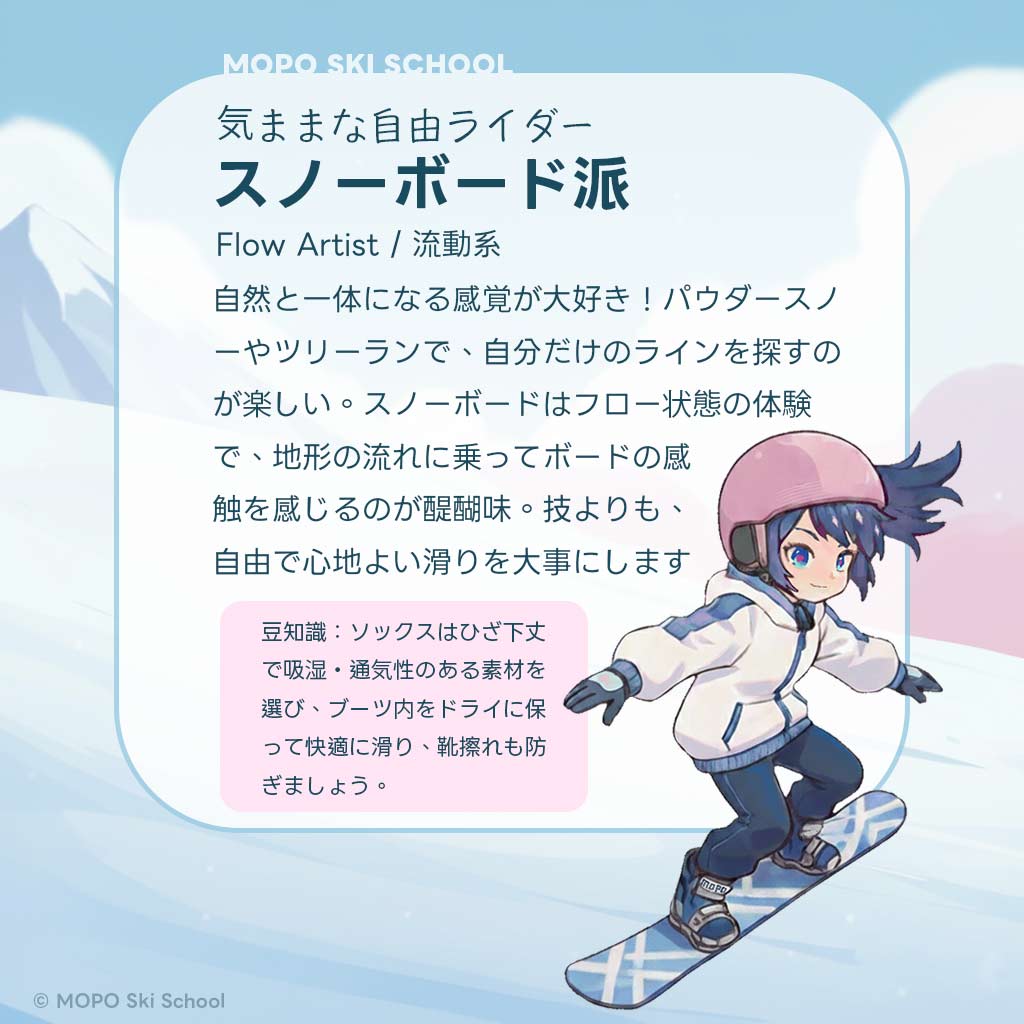 MOPO SKI SCHOOL
気ままな自由ライダー
スノーボード派
Flow Artist / 流動系
自然と一体になる感覚が大好き！パウダースノ
ーやツリーランで、自分だけのラインを探すの
が楽しい。スノーボードはフロー状態の体験
で、地形の流れに乗ってボードの感
触を感じるのが醍醐味。技よりも、
自由で心地よい滑りを大事にします
豆知識：ソックスはひざ下丈
で吸湿・通気性のある素材を
選び、ブーツ内をドライに保
って快適に滑り、靴擦れも防
ぎましょう。
MOPO
© MOPO Ski School